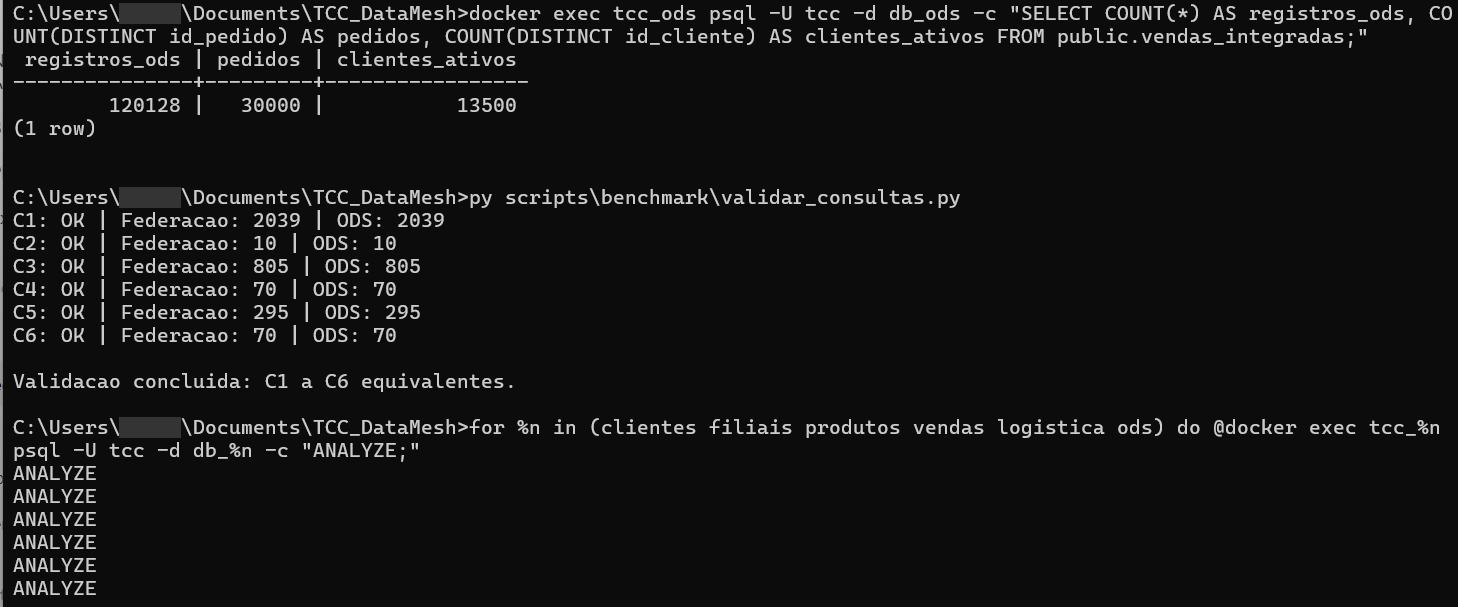 C:\Users\\Documents\TCC_DataMesh>docker exec tcc_ods psql -U tcc -d db_ods -c "SELECT COUNT(*) AS registros_ods, CO
UNT(DISTINCT id_pedido) AS pedidos, COUNT(DISTINCT id_cliente) AS clientes_ativos FROM public.vendas_integradas;"
 registros_ods | pedidos | clientes_ativos
---------------+---------+-----------------
        120128 |   30000 |           13500
(1 row)
C:\Users\\Documents\TCC_DataMesh>py scripts\benchmark\validar_consultas.py
C1: OK | Federacao: 2039 | ODS: 2039
C2: OK | Federacao: 10 | ODS: 10
C3: OK | Federacao: 805 | ODS: 805
C4: OK | Federacao: 70 | ODS: 70
C5: OK | Federacao: 295 | ODS: 295
C6: OK | Federacao: 70 | ODS: 70
Validacao concluida: C1 a C6 equivalentes.
C:\Users\\Documents\TCC_DataMesh>for %n in (clientes filiais produtos vendas logistica ods) do @docker exec tcc_%n
psql -U tcc -d db_%n -c "ANALYZE;"
ANALYZE
ANALYZE
ANALYZE
ANALYZE
ANALYZE
ANALYZE